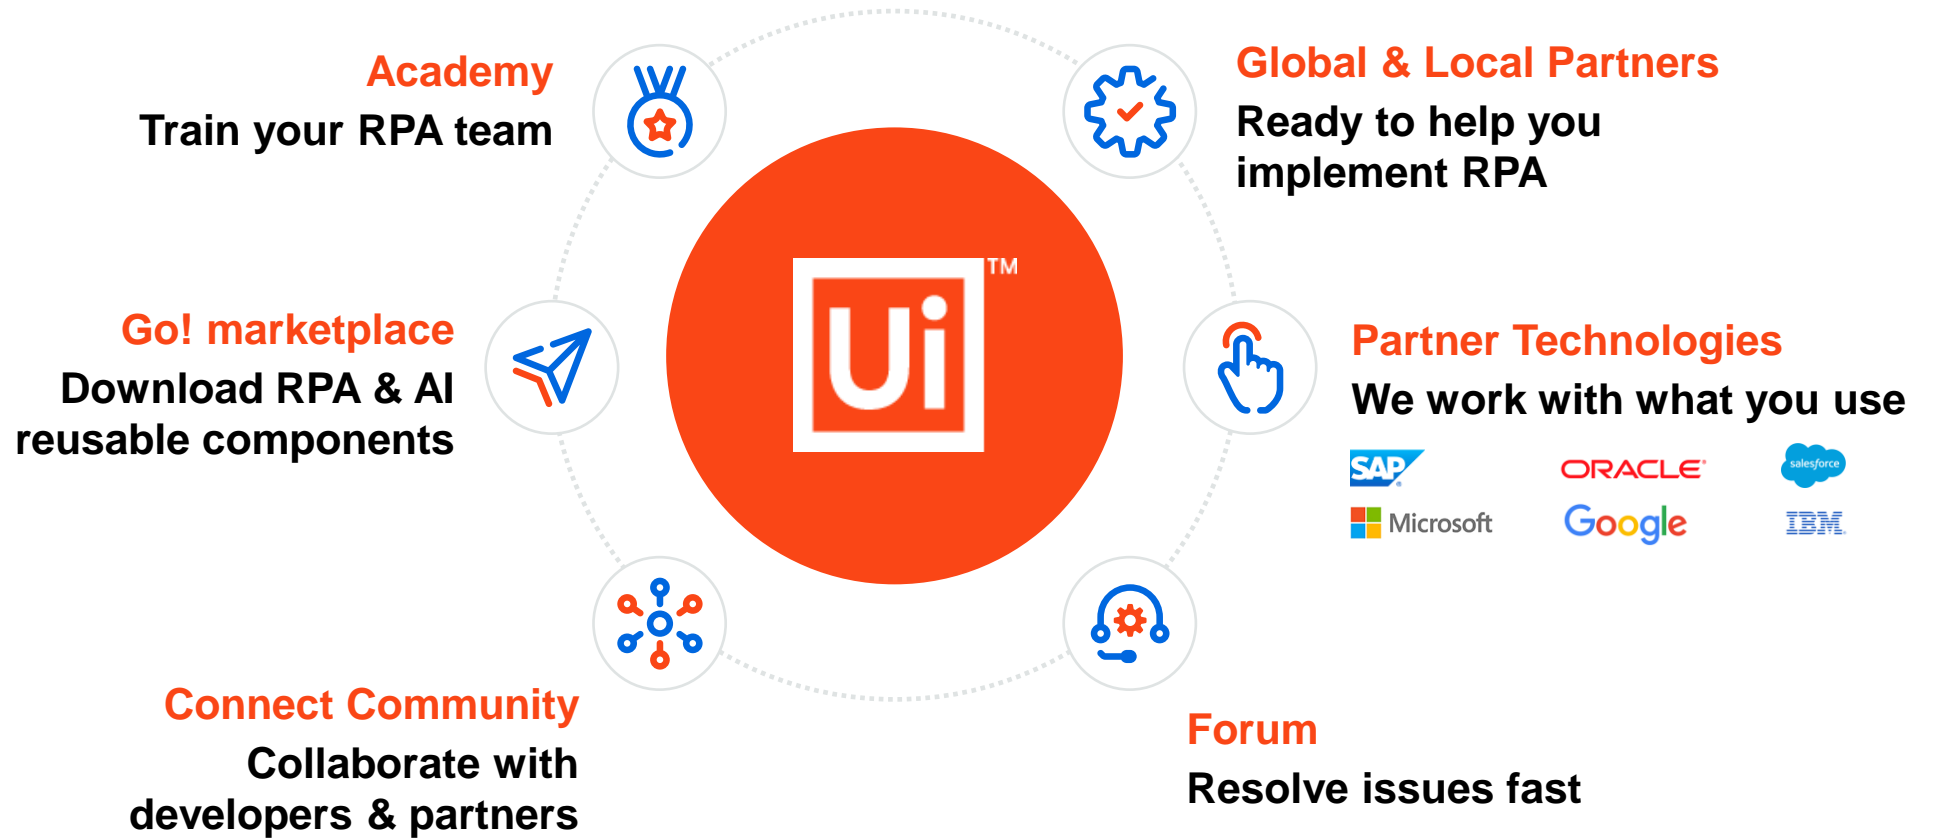 Academy
Train your RPA team
Global & Local Partners
Ready to help you
implement RPA
Ui™
Go! marketplace
Download RPA & AI
reusable components
Partner Technologies
We work with what you use
SAP®
ORACLE®
salesforce
Microsoft
Google
IBM®
Connect Community
Collaborate with
developers & partners
Forum
Resolve issues fast